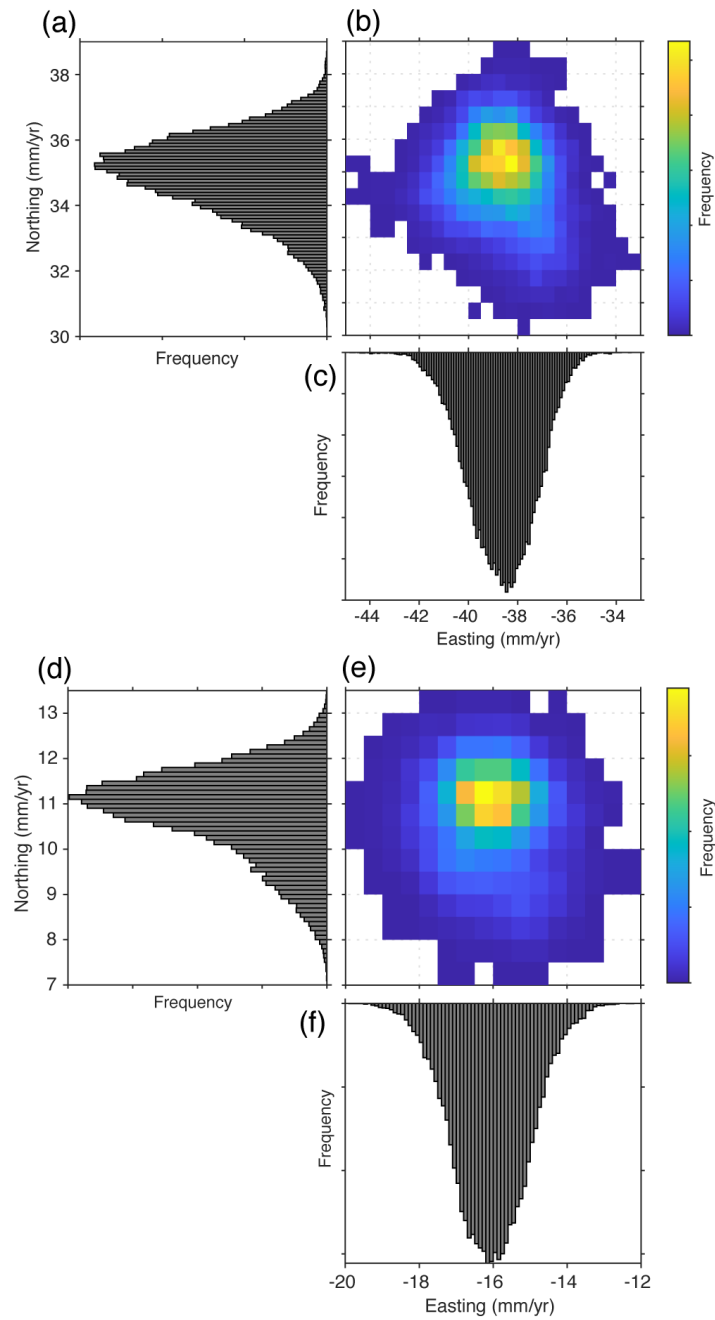 (a)
(b)
38
36
34
32
30
Northing (mm/yr)
Frequency
Frequency
(c)
Frequency
-44
-42
-40
-38
-36
-34
Easting (mm/yr)
(d)
(e)
13
12
11
10
9
8
7
Northing (mm/yr)
Frequency
Frequency
(f)
Frequency
-20
-18
-16
-14
-12
Easting (mm/yr)